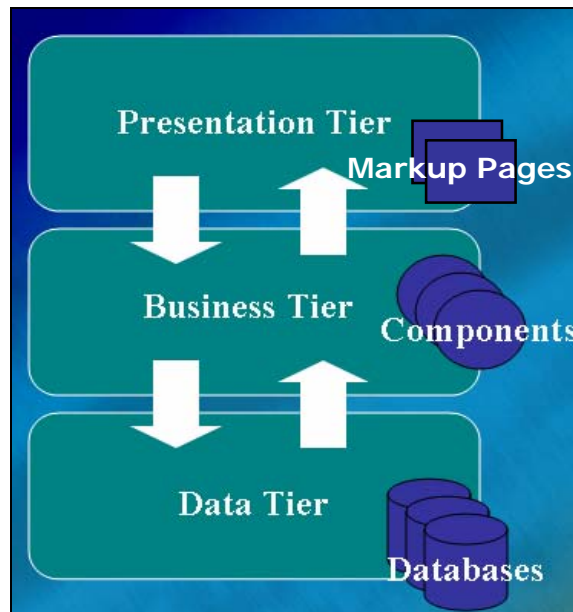 Presentation Tier
Markup Pages
Business Tier
Components
Data Tier
Databases